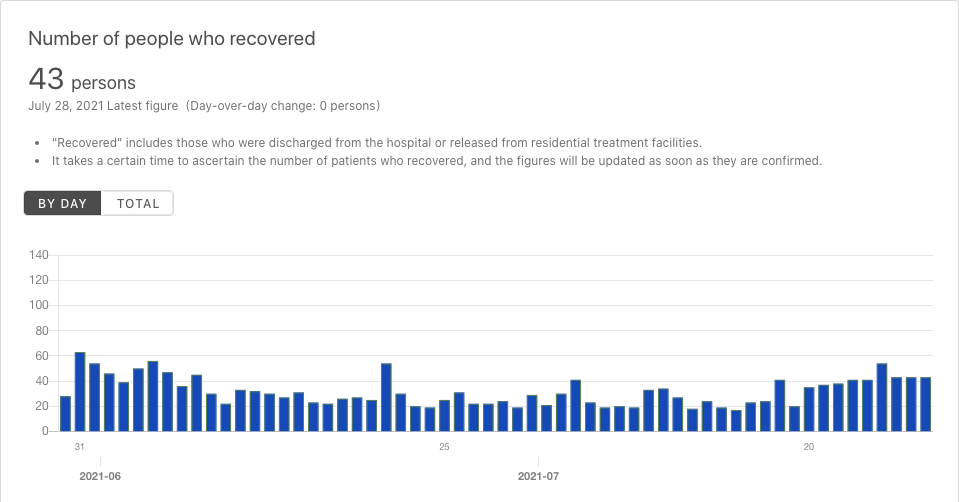 Number of people who recovered
43 persons
July 28, 2021 Latest figure (Day-over-day change: 0 persons)
• "Recovered" includes those who were discharged from the hospital or released from residential treatment facilities.
• It takes a certain time to ascertain the number of patients who recovered, and the figures will be updated as soon as they are confirmed.
BY DAY TOTAL
140
120
100
80
60
40
20
0
31 25 20
2021-06 2021-07